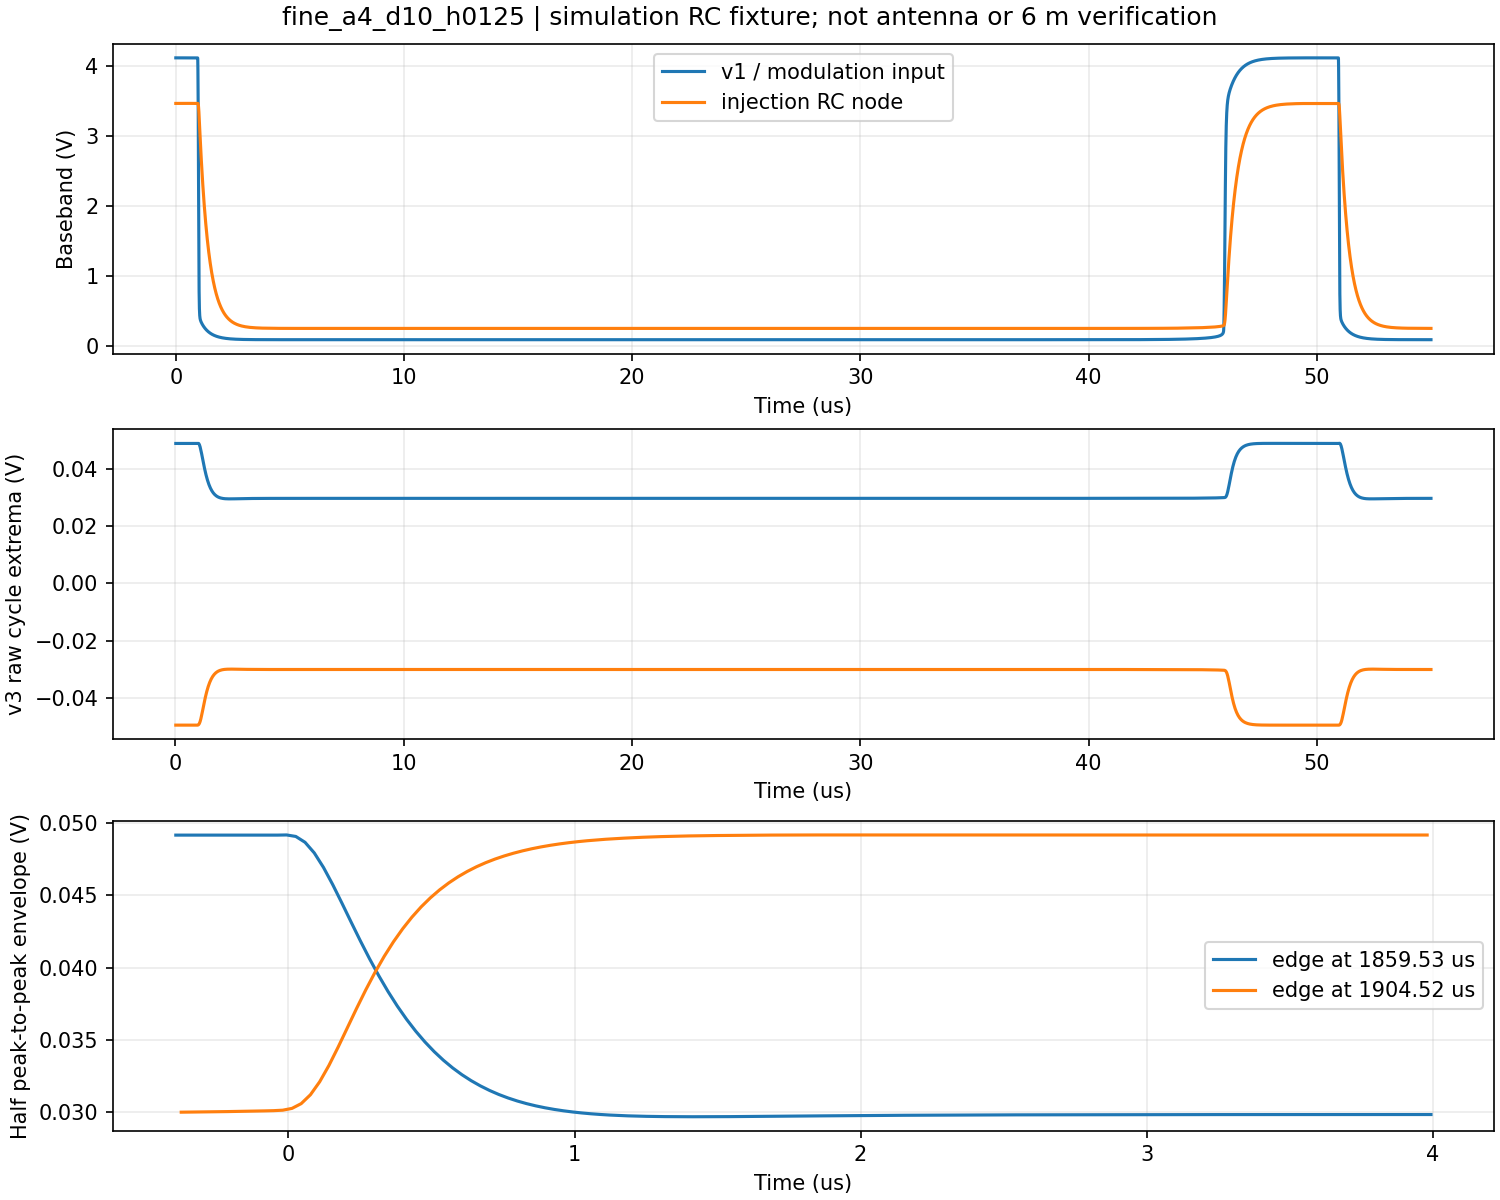 fine_a4_d10_h0125 | simulation RC fixture; not antenna or 6 m verification
Baseband (V)
4
3
2
1
0
v1 / modulation input
injection RC node
0 10 20 30 40 50
Time (us)
v3 raw cycle extrema (V)
0.04
0.02
0.00
−0.02
−0.04
0 10 20 30 40 50
Time (us)
Half peak-to-peak envelope (V)
0.050
0.045
0.040
0.035
0.030
edge at 1859.53 us
edge at 1904.52 us
0 1 2 3 4
Time (us)